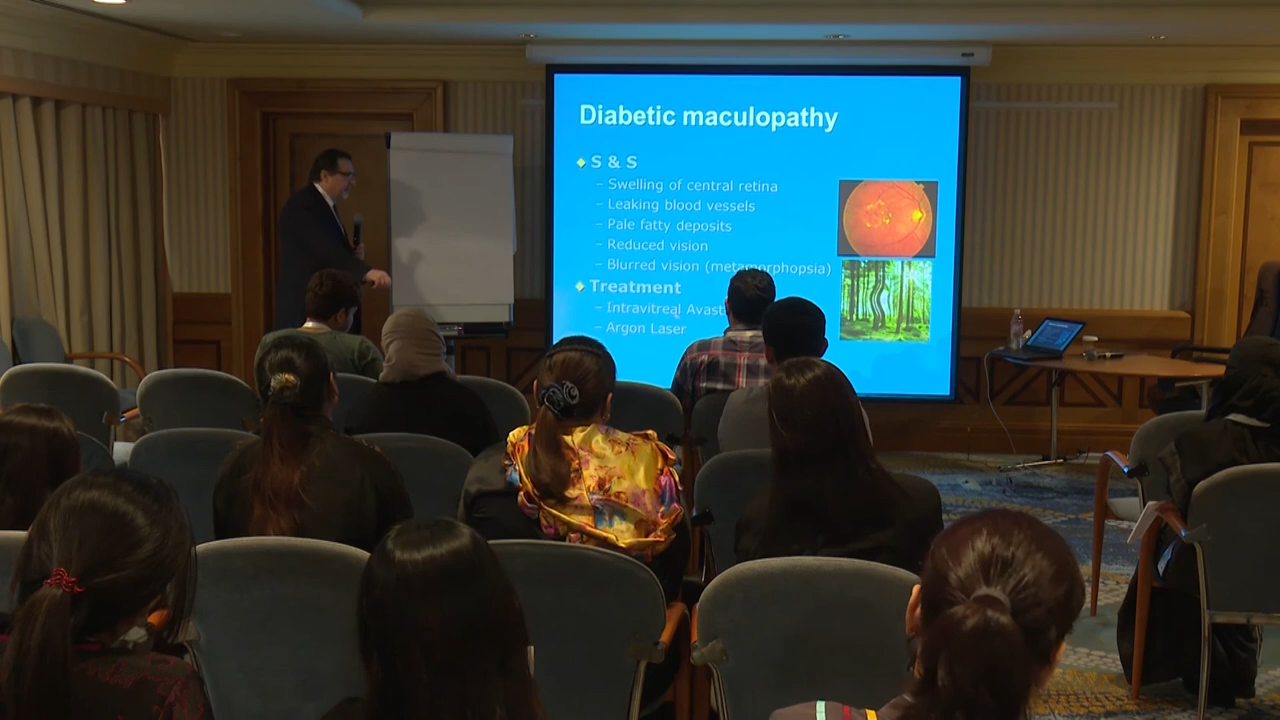 Diabetic maculopathy
S & S
– Swelling of central retina
– Leaking blood vessels
– Pale fatty deposits
– Reduced vision
– Blurred vision (metamorphopsia)
Treatment
– Intravitreal Avast
– Argon Laser